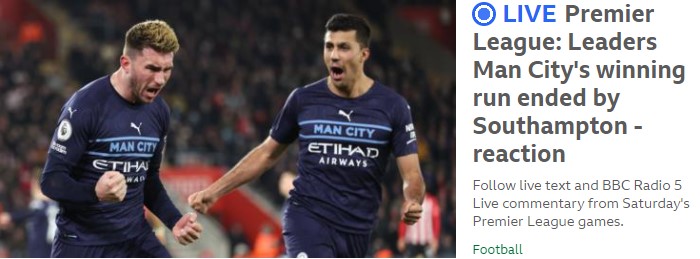 MAN CITY
ETIHAD
AIRWAYS
MAN CITY
ETIHAD
AIRWAYS
LIVE Premier
League: Leaders
Man City's winning
run ended by
Southampton -
reaction
Follow live text and BBC Radio 5
Live commentary from Saturday's
Premier League games.
Football